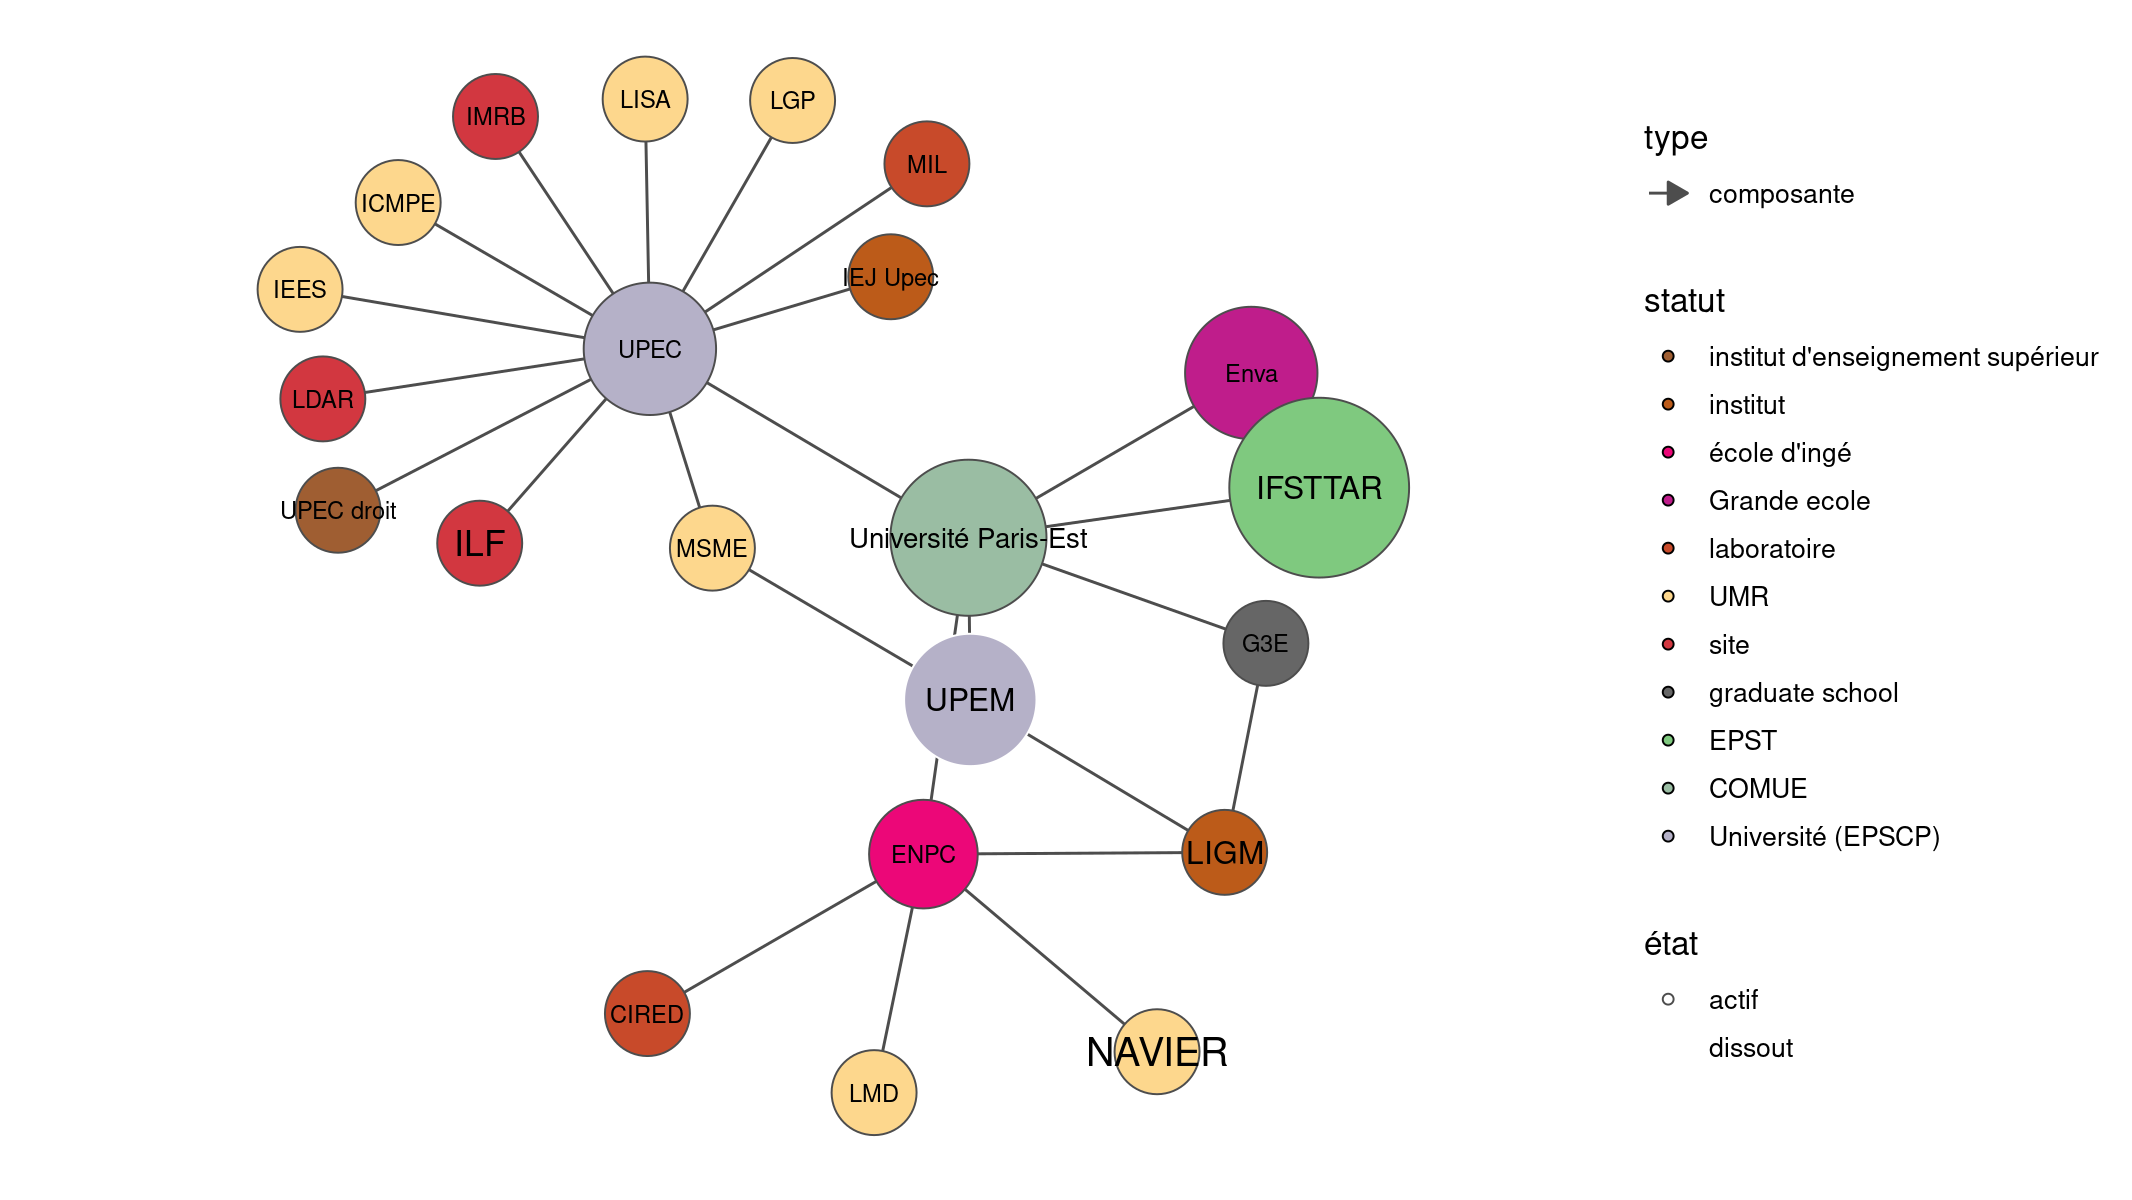 LISA
LGP
IMRB
MIL
ICMPE
IEJ Upec
IEES
UPEC
Enva
LDAR
IFSTTAR
UPEC droit
Université Paris-Est
ILF
MSME
G3E
UPEM
LIGM
ENPC
CIRED
NAVIER
LMD
type
composante
statut
institut d'enseignement supérieur
institut
école d'ingé
Grande ecole
laboratoire
UMR
site
graduate school
EPST
COMUE
Université (EPSCP)
état
actif
dissout